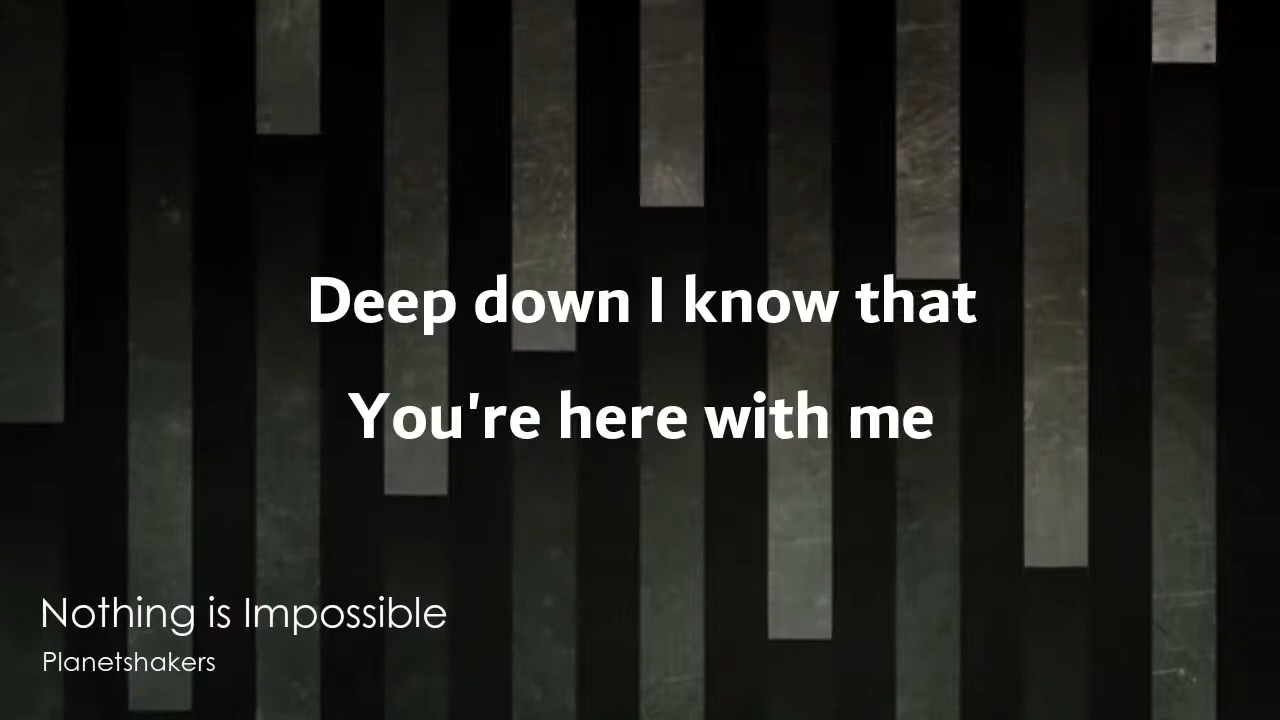 Deep down I know that
You're here with me
Nothing is Impossible
Planetshakers